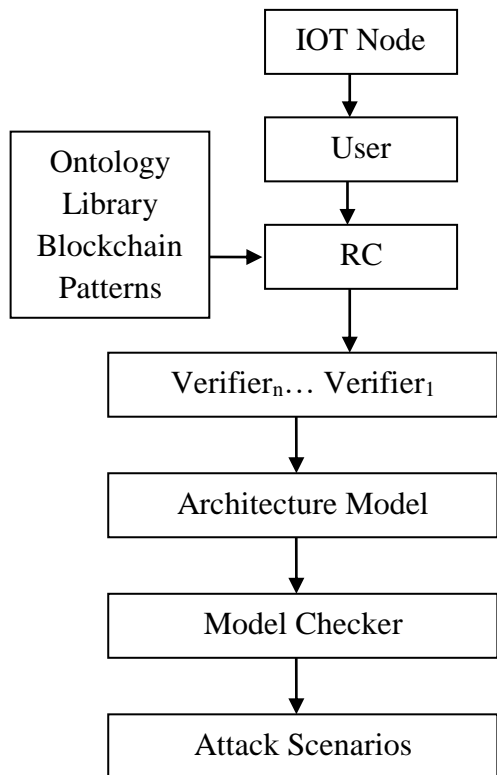 IOT Node
User
Ontology
Library
Blockchain
Patterns
RC
Verifierₙ… Verifier₁
Architecture Model
Model Checker
Attack Scenarios